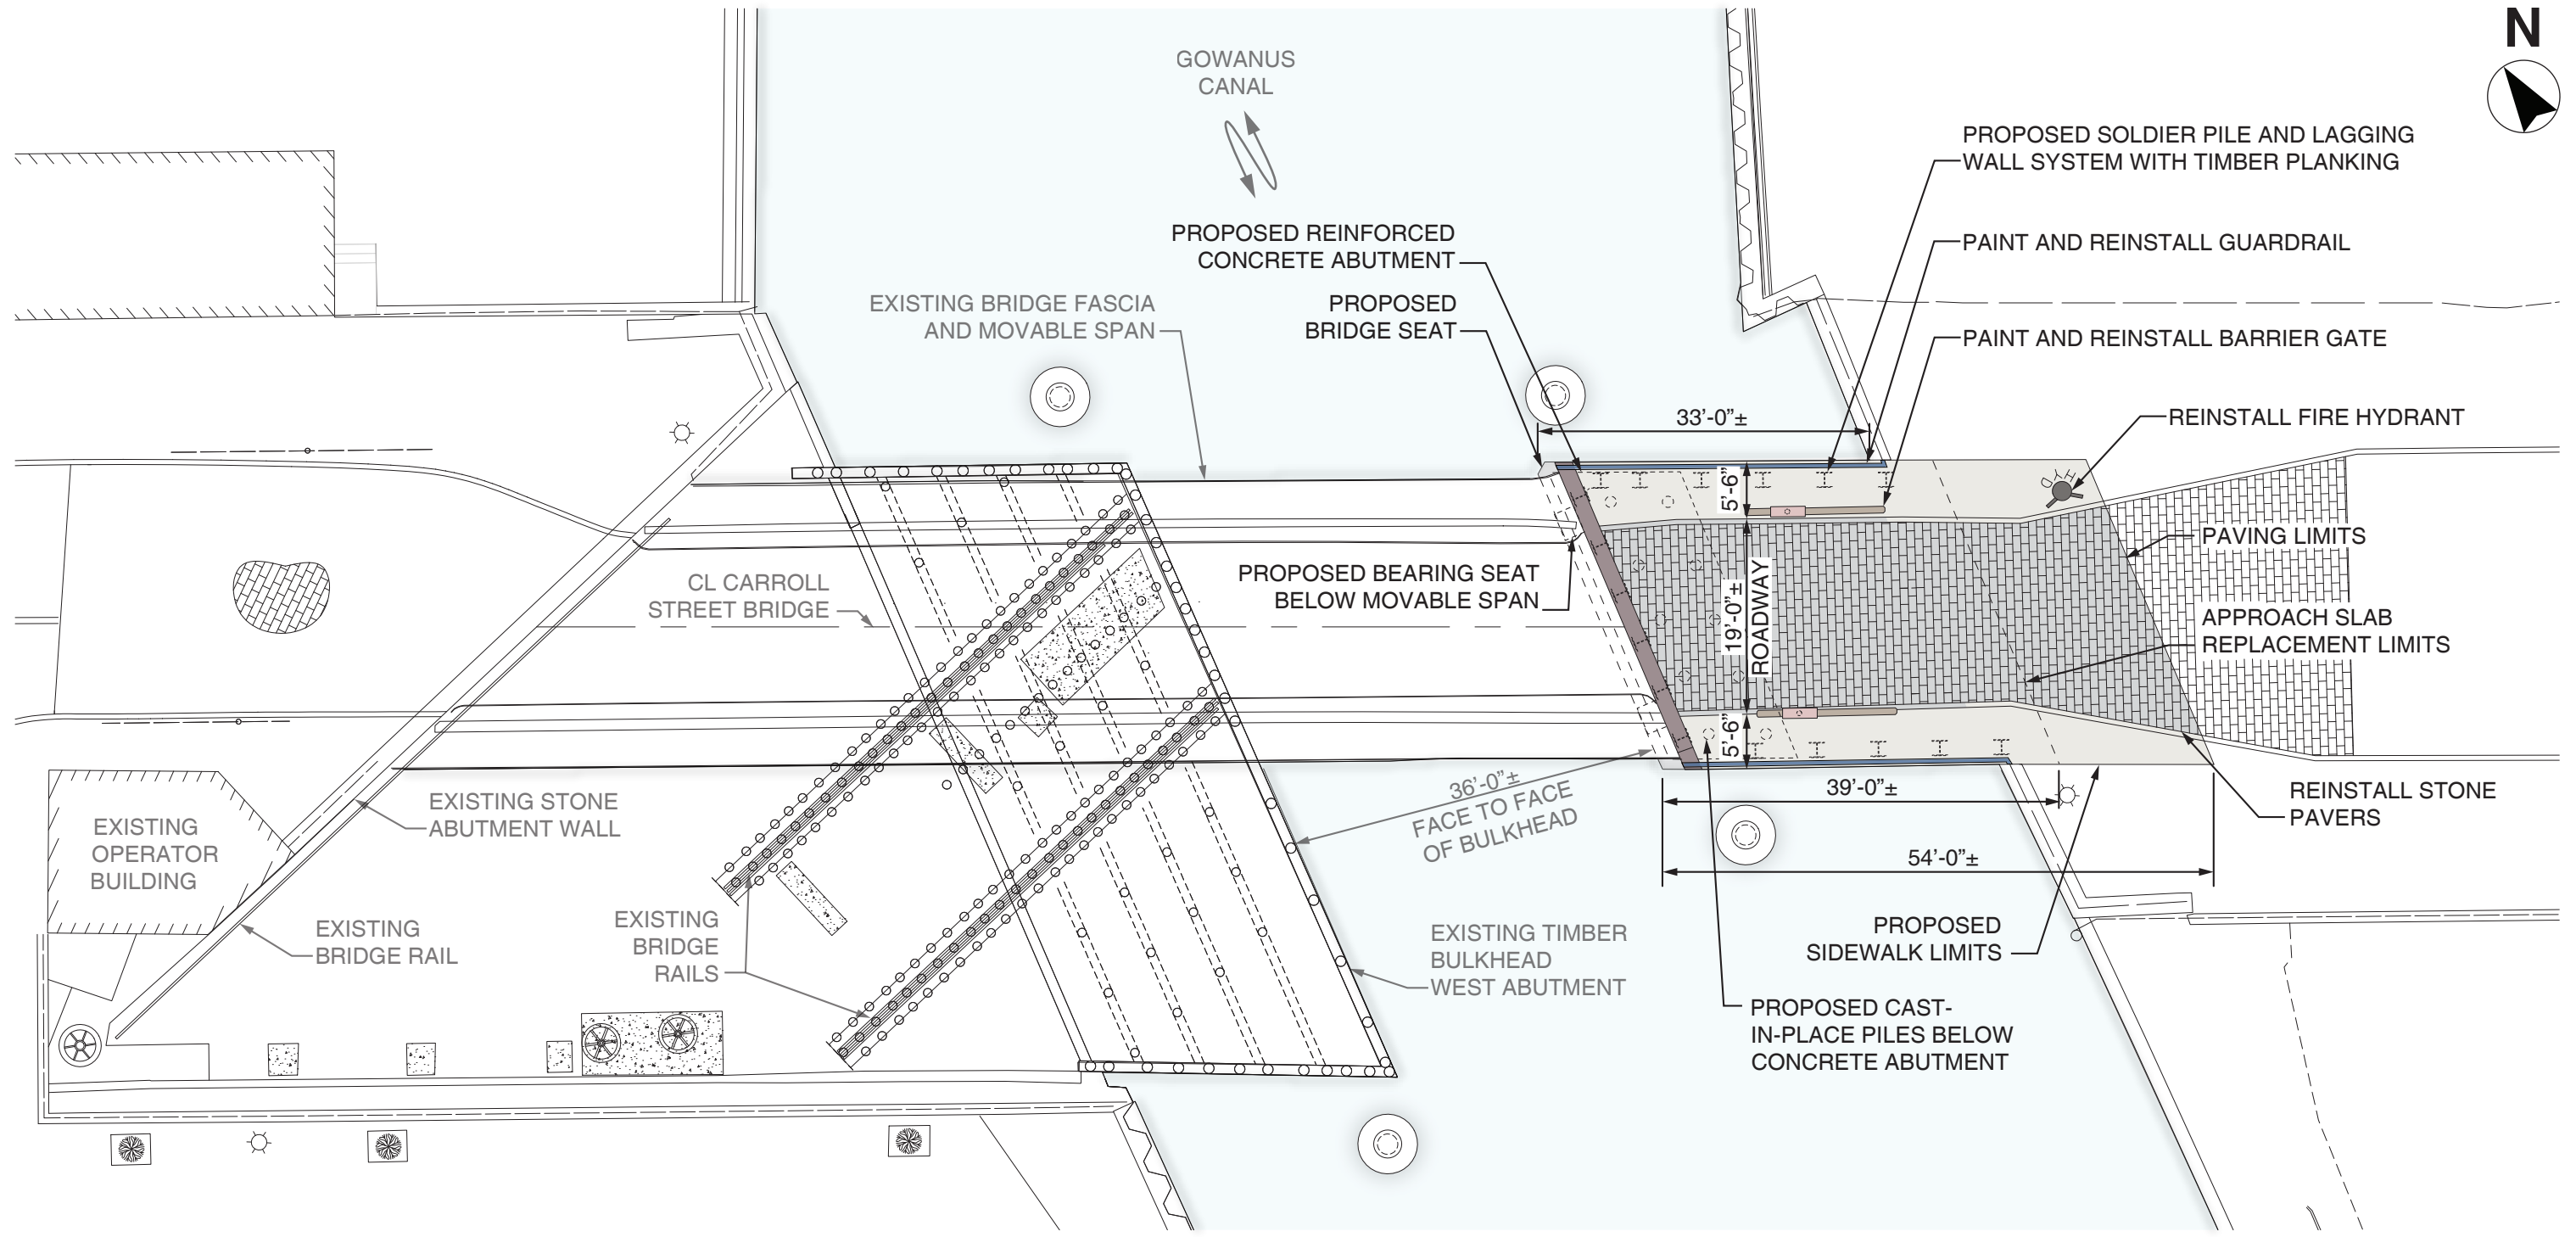 N
GOWANUS
CANAL
PROPOSED SOLDIER PILE AND LAGGING
WALL SYSTEM WITH TIMBER PLANKING
PROPOSED REINFORCED
CONCRETE ABUTMENT
PAINT AND REINSTALL GUARDRAIL
EXISTING BRIDGE FASCIA
AND MOVABLE SPAN
PROPOSED
BRIDGE SEAT
PAINT AND REINSTALL BARRIER GATE
33'-0"±
REINSTALL FIRE HYDRANT
5'-6"
HYD
PAVING LIMITS
CL CARROLL
STREET BRIDGE
PROPOSED BEARING SEAT
BELOW MOVABLE SPAN
19'-0"±
ROADWAY
APPROACH SLAB
REPLACEMENT LIMITS
5'-6"
36'-0"±
FACE TO FACE
OF BULKHEAD
39'-0"±
REINSTALL STONE
PAVERS
EXISTING STONE
ABUTMENT WALL
EXISTING
OPERATOR
BUILDING
54'-0"±
EXISTING
BRIDGE RAIL
EXISTING
BRIDGE
RAILS
EXISTING TIMBER
BULKHEAD
WEST ABUTMENT
PROPOSED
SIDEWALK LIMITS
PROPOSED CAST-
IN-PLACE PILES BELOW
CONCRETE ABUTMENT